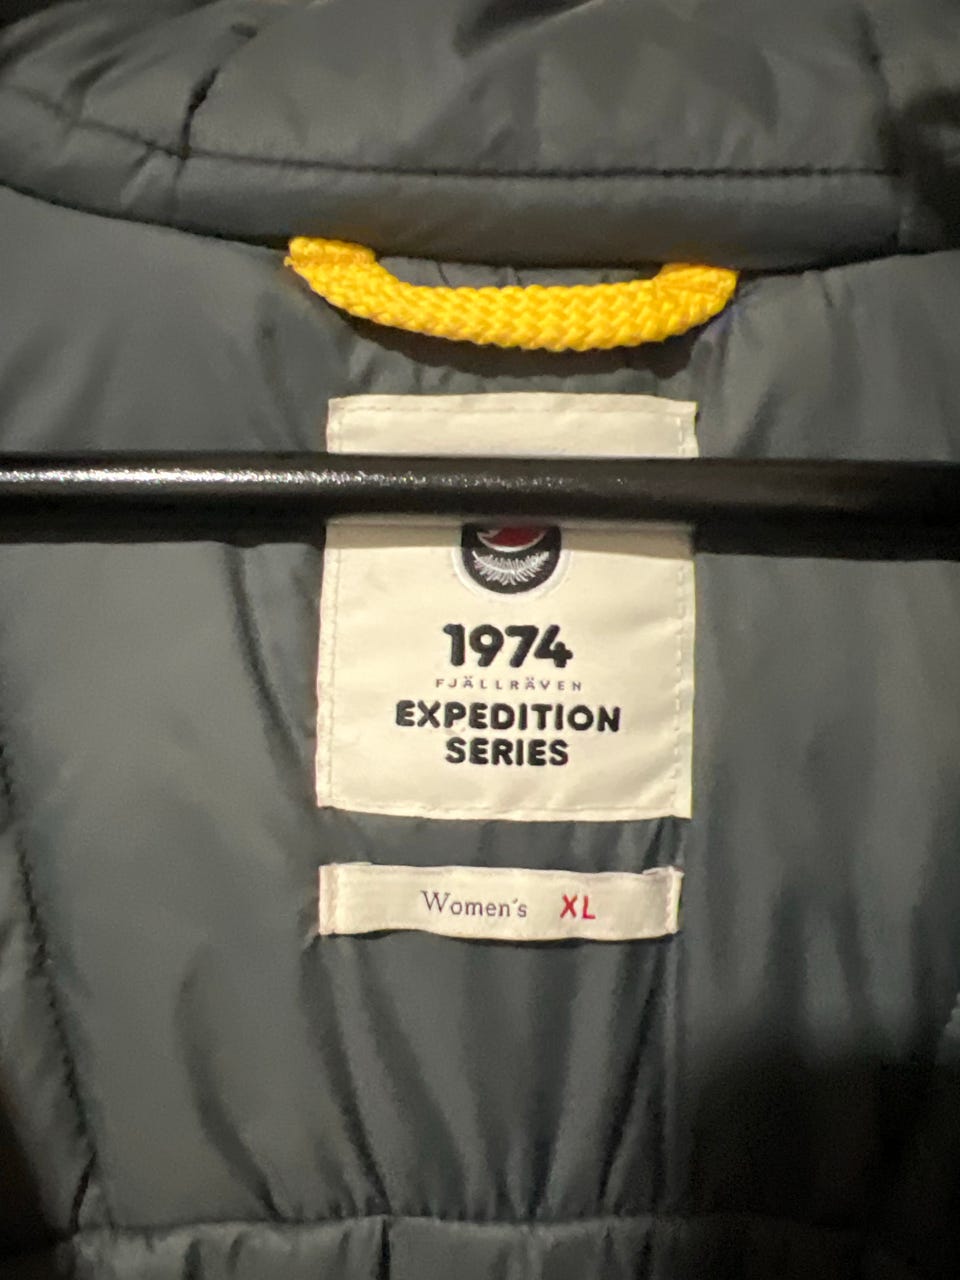 1974
FJÄLLRÄVEN
EXPEDITION
SERIES
Women's XL